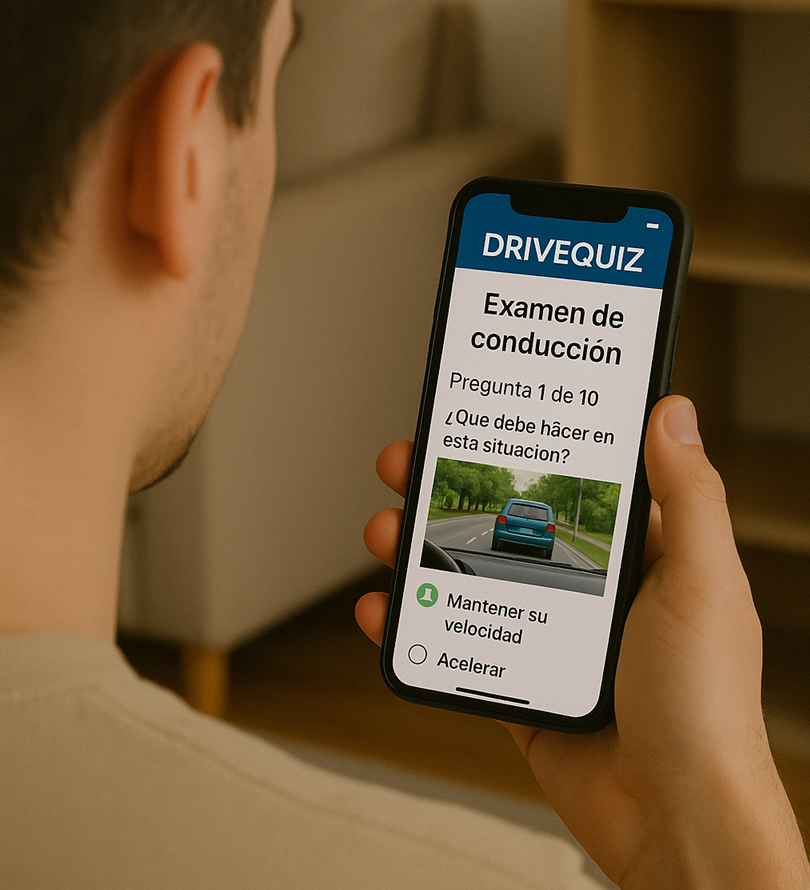 DRIVEQUIZ
Examen de
conducción
Pregunta 1 de 10
¿Que debe hâcer en
esta situacion?
Mantener su
velocidad
Acelerar